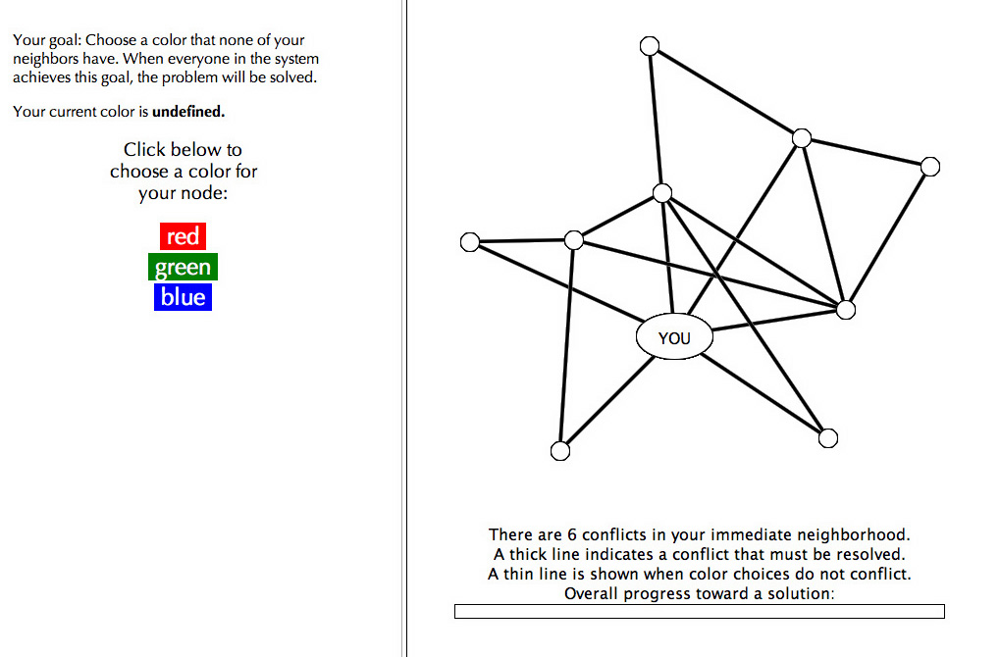 Your goal: Choose a color that none of your
neighbors have. When everyone in the system
achieves this goal, the problem will be solved.
Your current color is undefined.
Click below to
choose a color for
your node:
red
green
blue
YOU
There are 6 conflicts in your immediate neighborhood.
A thick line indicates a conflict that must be resolved.
A thin line is shown when color choices do not conflict.
Overall progress toward a solution: